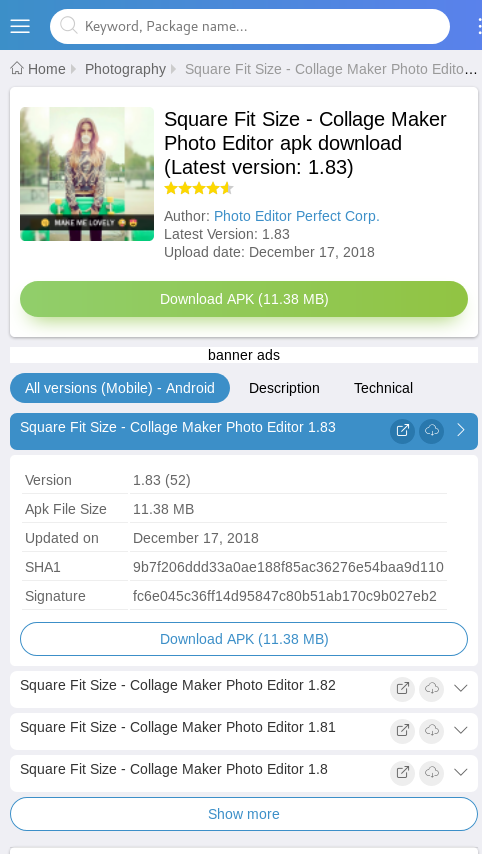 Keyword, Package name...
Home Photography Square Fit Size - Collage Maker Photo Edito...
MAKE ME LOVELY
Square Fit Size - Collage Maker
Photo Editor apk download
(Latest version: 1.83)
Author: Photo Editor Perfect Corp.
Latest Version: 1.83
Upload date: December 17, 2018
Download APK (11.38 MB)
banner ads
All versions (Mobile) - Android Description Technical
Square Fit Size - Collage Maker Photo Editor 1.83
Version 1.83 (52)
Apk File Size 11.38 MB
Updated on December 17, 2018
SHA1 9b7f206ddd33a0ae188f85ac36276e54baa9d110
Signature fc6e045c36ff14d95847c80b51ab170c9b027eb2
Download APK (11.38 MB)
Square Fit Size - Collage Maker Photo Editor 1.82
Square Fit Size - Collage Maker Photo Editor 1.81
Square Fit Size - Collage Maker Photo Editor 1.8
Show more